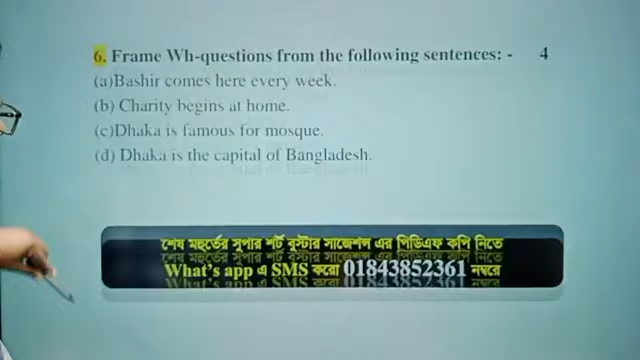 6. Frame Wh-questions from the following sentences: - 4
(a)Bashir comes here every week.
(b) Charity begins at home.
(c)Dhaka is famous for mosque.
(d) Dhaka is the capital of Bangladesh.
শেষ মহুর্তের সুপার শর্ট বুস্টার সাজেশন্স এর পিডিএফ কপি নিতে
What's app এ SMS করো 01843852361 নম্বরে